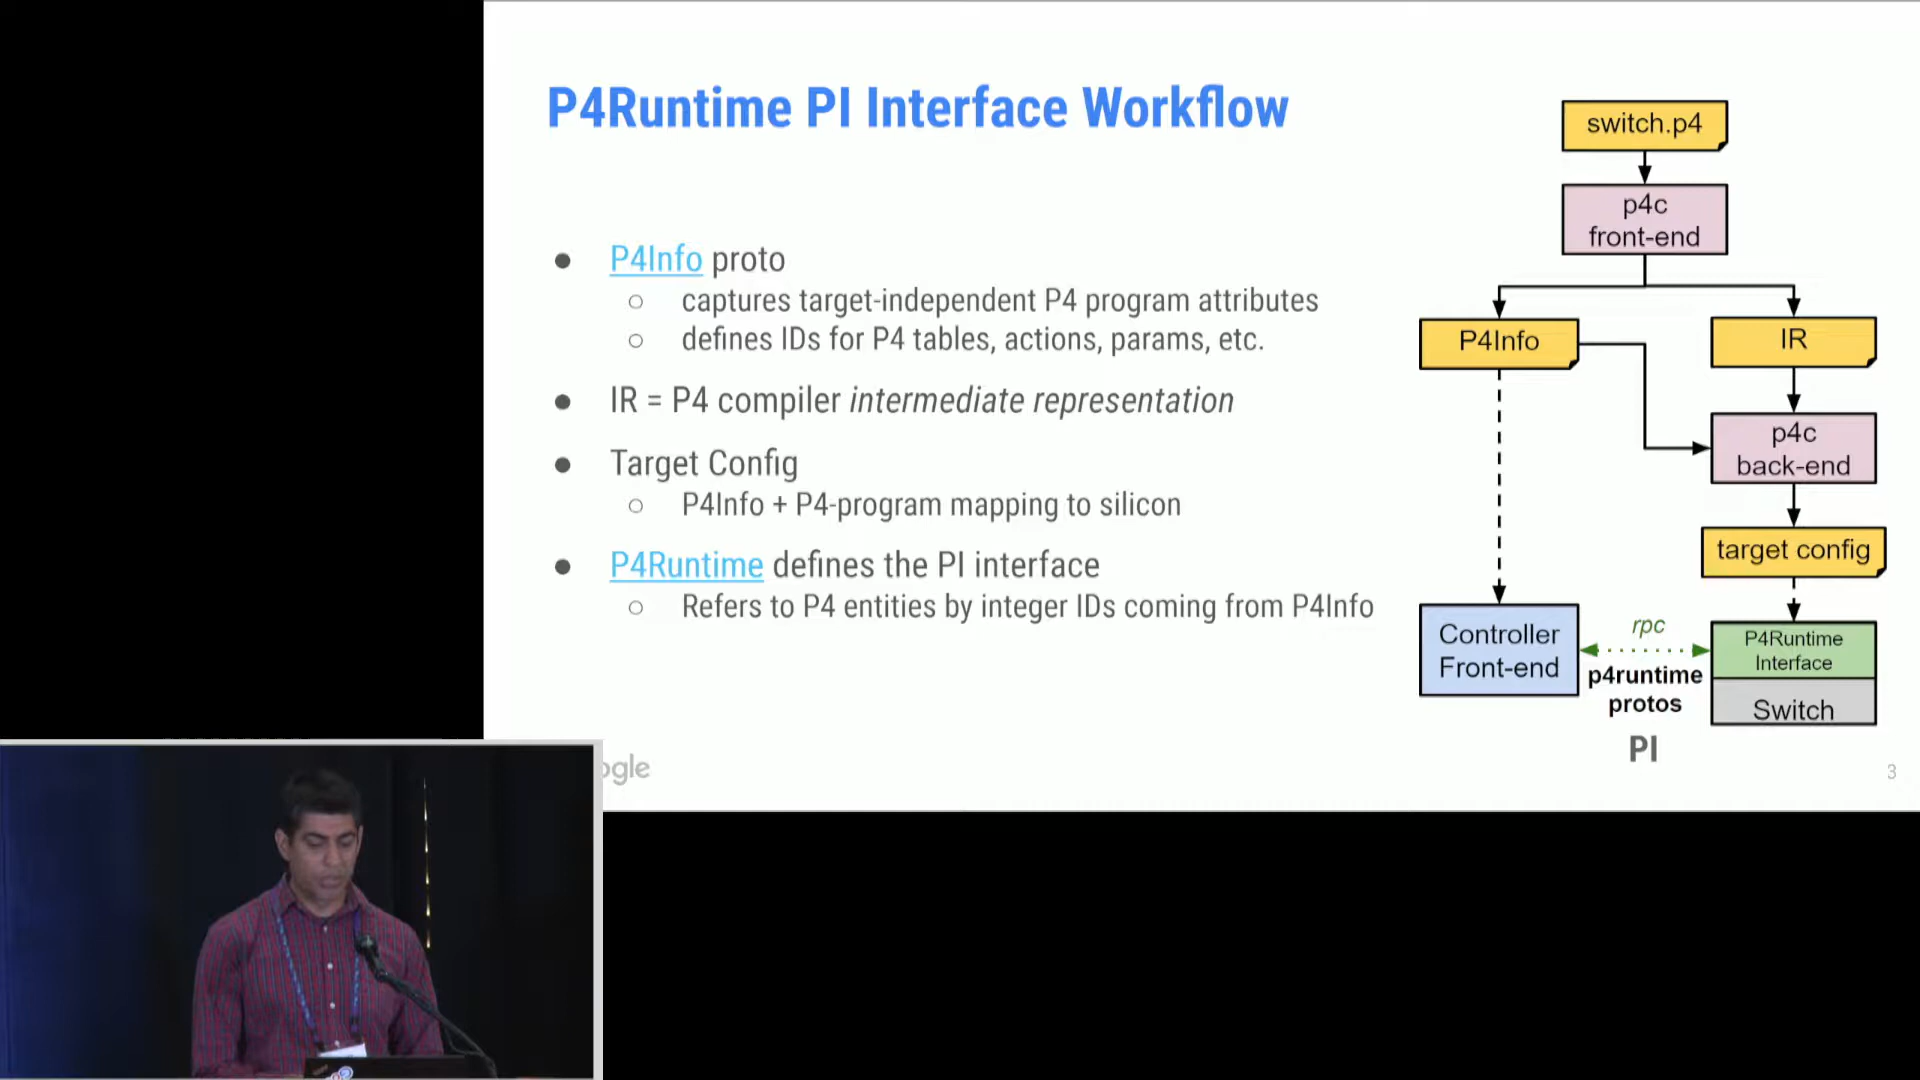 P4Runtime PI Interface Workflow
P4Info proto
captures target-independent P4 program attributes
defines IDs for P4 tables, actions, params, etc.
IR = P4 compiler intermediate representation
Target Config
P4Info + P4-program mapping to silicon
P4Runtime defines the PI interface
Refers to P4 entities by integer IDs coming from P4Info
switch.p4
p4c
front-end
P4Info
IR
p4c
back-end
target config
Controller
Front-end
rpc
p4runtime
protos
P4Runtime
Interface
Switch
PI
ogle
3